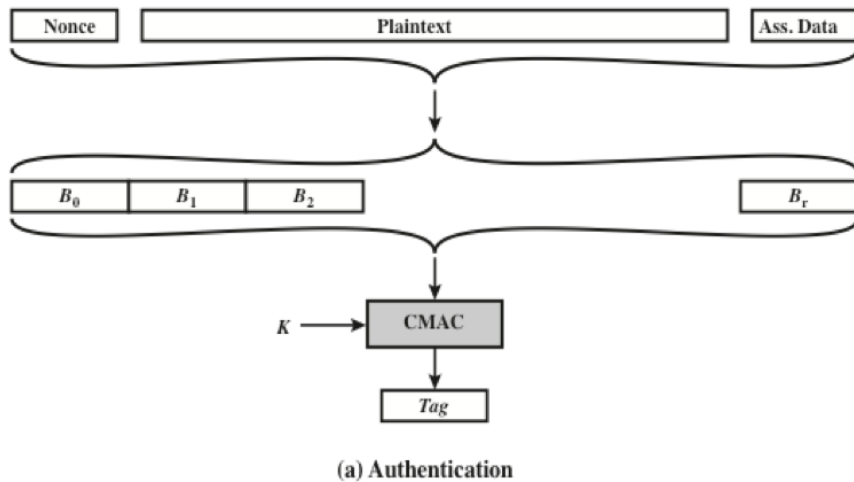 Nonce Plaintext Ass. Data
B₀ B₁ B₂ Bᵣ
K CMAC
Tag
(a) Authentication